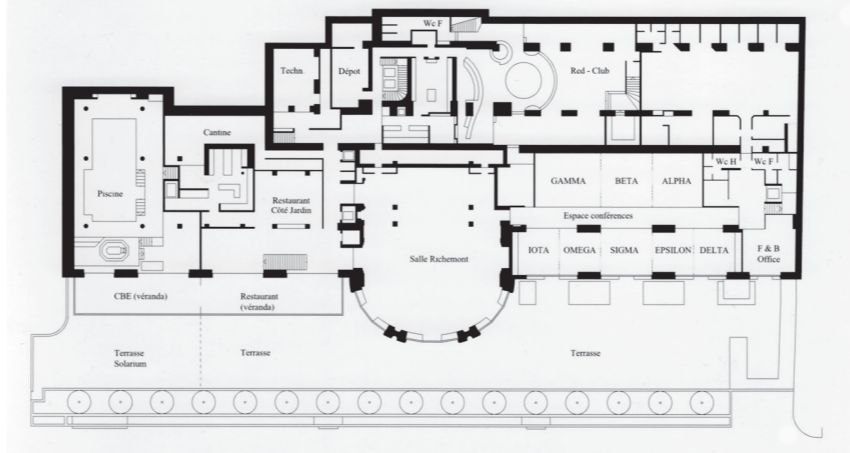 Wc F
Techn.
Dépot
Red - Club
Cantine
Piscine
Restaurant
Côté Jardin
GAMMA
BETA
ALPHA
Wc H
Wc F
Espace conférences
Salle Richemont
IOTA
OMEGA
SIGMA
EPSILON
DELTA
F & B
Office
CBE (véranda)
Restaurant
(véranda)
Terrasse
Solarium
Terrasse
Terrasse